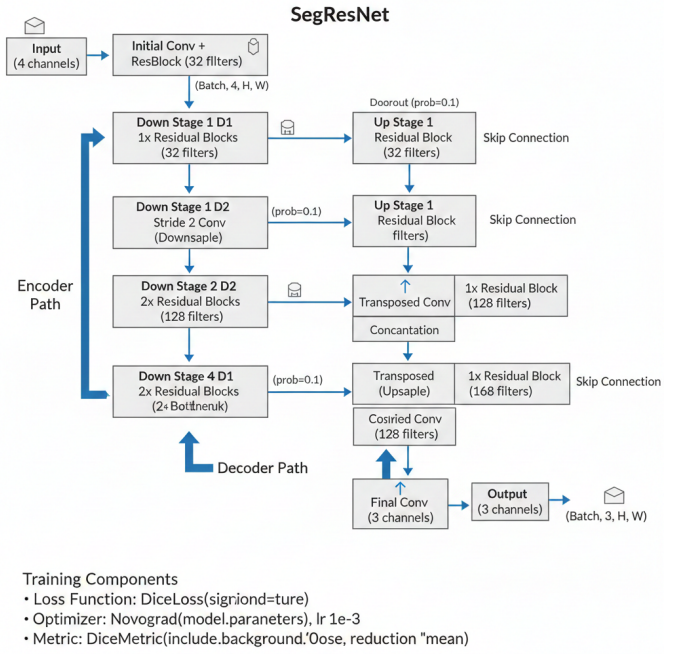 SegResNet
Input
(4 channels)
Initial Conv +
ResBlock (32 filters)
(Batch, 4, H, W)
Doorout (prob=0.1)
Down Stage 1 D1
1x Residual Blocks
(32 filters)
Up Stage 1
Residual Block
(32 filters)
Skip Connection
Down Stage 1 D2
Stride 2 Conv
(Downsaple)
(prob=0.1)
Up Stage 1
Residual Block
filters)
Skip Connection
Encoder
Path
Down Stage 2 D2
2x Residual Blocks
(128 filters)
Transposed Conv
1x Residual Block
(128 filters)
Concantation
Down Stage 4 D1
2x Residual Blocks
(prob=0.1)
Transposed
(Upsaple)
1x Residual Block
(168 filters)
Skip Connection
Conv
(128 filters)
Decoder Path
Final Conv
(3 channels)
Output
(3 channels)
(Batch, 3, H, W)
Training Components
• Loss Function: DiceLoss(signiond=ture)
• Optimizer: Novograd(model.paraneters), lr 1e-3
• Metric: DiceMetric(include.background.'0ose, reduction "mean)